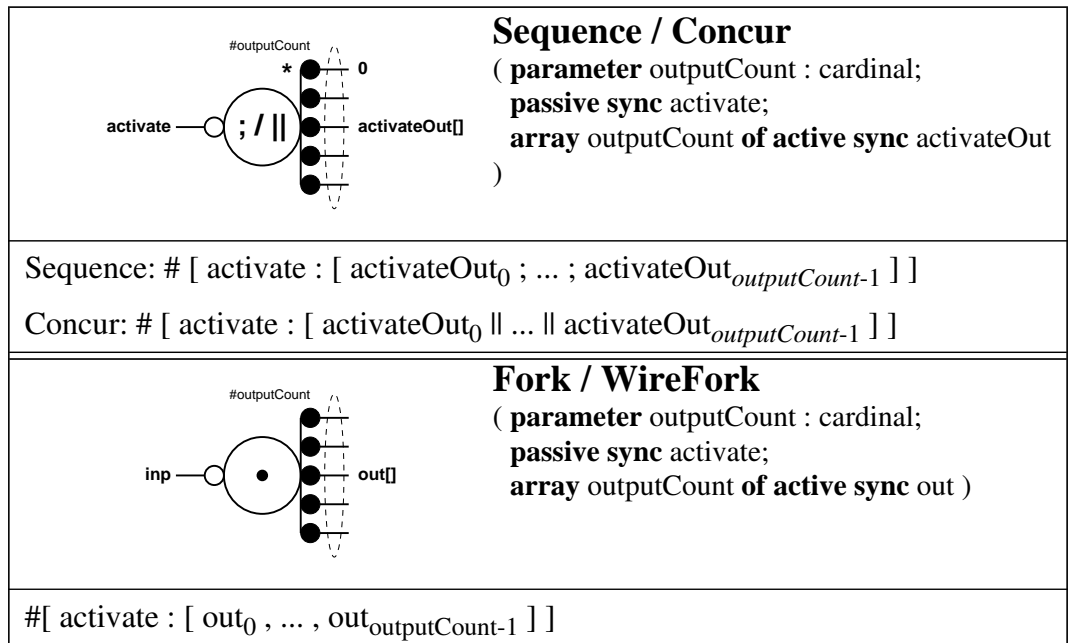 #outputCount
* 0
activate ; / || activateOut[]
Sequence / Concur
( parameter outputCount : cardinal;
passive sync activate;
array outputCount of active sync activateOut
)
Sequence: # [ activate : [ activateOut0 ; ... ; activateOutoutputCount-1 ] ]
Concur: # [ activate : [ activateOut0 || ... || activateOutoutputCount-1 ] ]
#outputCount
inp out[]
Fork / WireFork
( parameter outputCount : cardinal;
passive sync activate;
array outputCount of active sync out )
#[ activate : [ out0 , ... , outoutputCount-1 ] ]